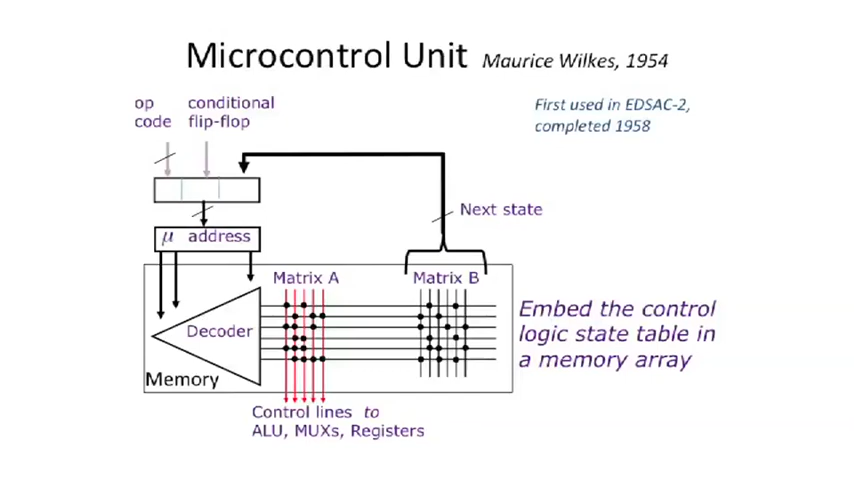 Microcontrol Unit Maurice Wilkes, 1954
op conditional
code flip-flop
First used in EDSAC-2,
completed 1958
Next state
μ address
Matrix A
Matrix B
Decoder
Memory
Embed the control
logic state table in
a memory array
Control lines to
ALU, MUXs, Registers